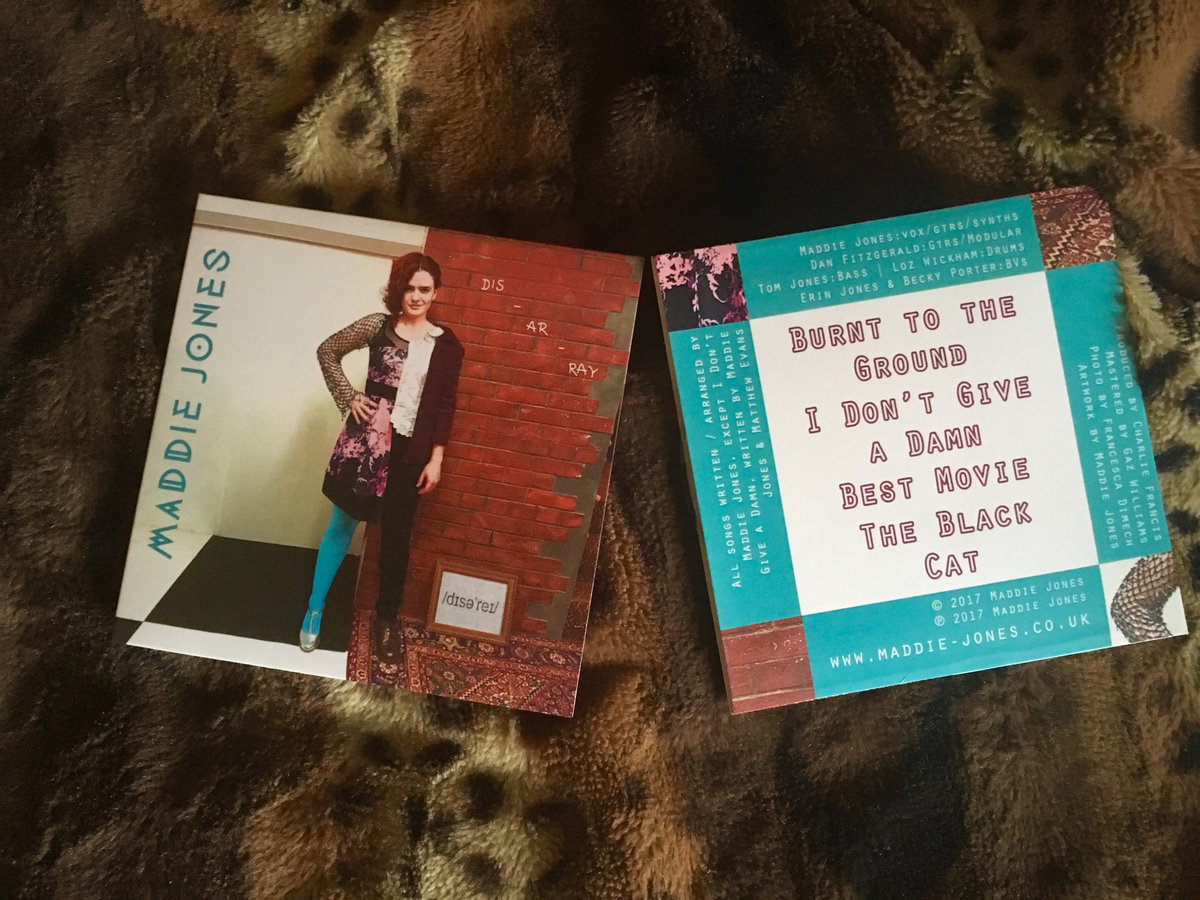 MADDIE JONES
DIS
–
AR
RAY
/dɪsəˈreɪ/
MADDIE JONES:VOX/GTRS/SYNTHS
DAN FITZGERALD:GTRS/MODULAR
TOM JONES:BASS | LOZ WICKHAM:DRUMS
ERIN JONES & BECKY PORTER:BVS
ALL SONGS WRITTEN / ARRANGED BY
MADDIE JONES, EXCEPT I DON'T
GIVE A DAMN, WRITTEN BY MADDIE
JONES & MATTHEW EVANS
BURNT TO THE
GROUND
I DON'T GIVE
A DAMN
BEST MOVIE
THE BLACK
CAT
BY CHARLIE FRANCIS
MASTERED BY GAZ WILLIAMS
PHOTO BY FRANCESCA DIMECH
ARTWORK BY MADDIE JONES
© 2017 MADDIE JONES
℗ 2017 MADDIE JONES
WWW.MADDIE-JONES.CO.UK